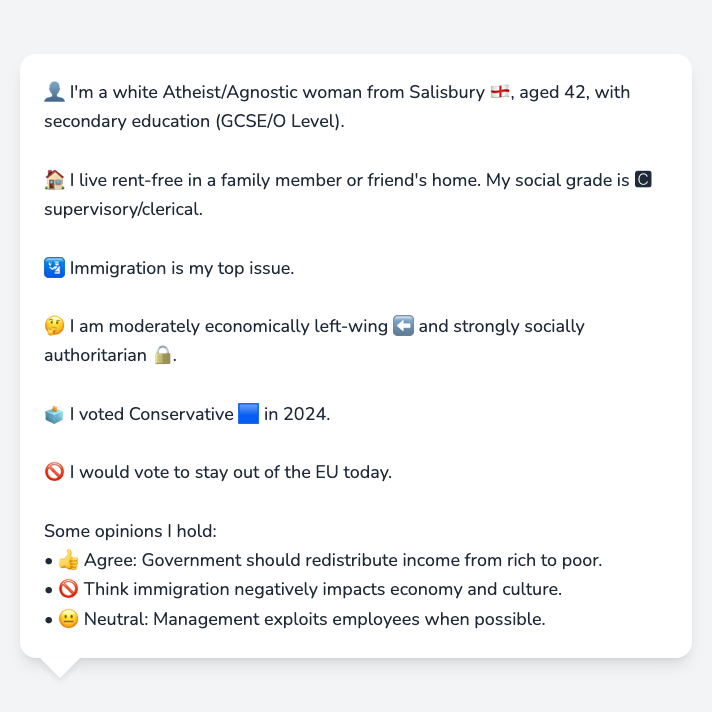 👤 I'm a white Atheist/Agnostic woman from Salisbury 🏴󠁧󠁢󠁥󠁮󠁧󠁿, aged 42, with
secondary education (GCSE/O Level).
🏠 I live rent-free in a family member or friend's home. My social grade is 🅲
supervisory/clerical.
🛂 Immigration is my top issue.
🤔 I am moderately economically left-wing ⬅️ and strongly socially
authoritarian 🔒.
🗳️ I voted Conservative 🟦 in 2024.
🚫 I would vote to stay out of the EU today.
Some opinions I hold:
• 👍 Agree: Government should redistribute income from rich to poor.
• 🚫 Think immigration negatively impacts economy and culture.
• 😐 Neutral: Management exploits employees when possible.